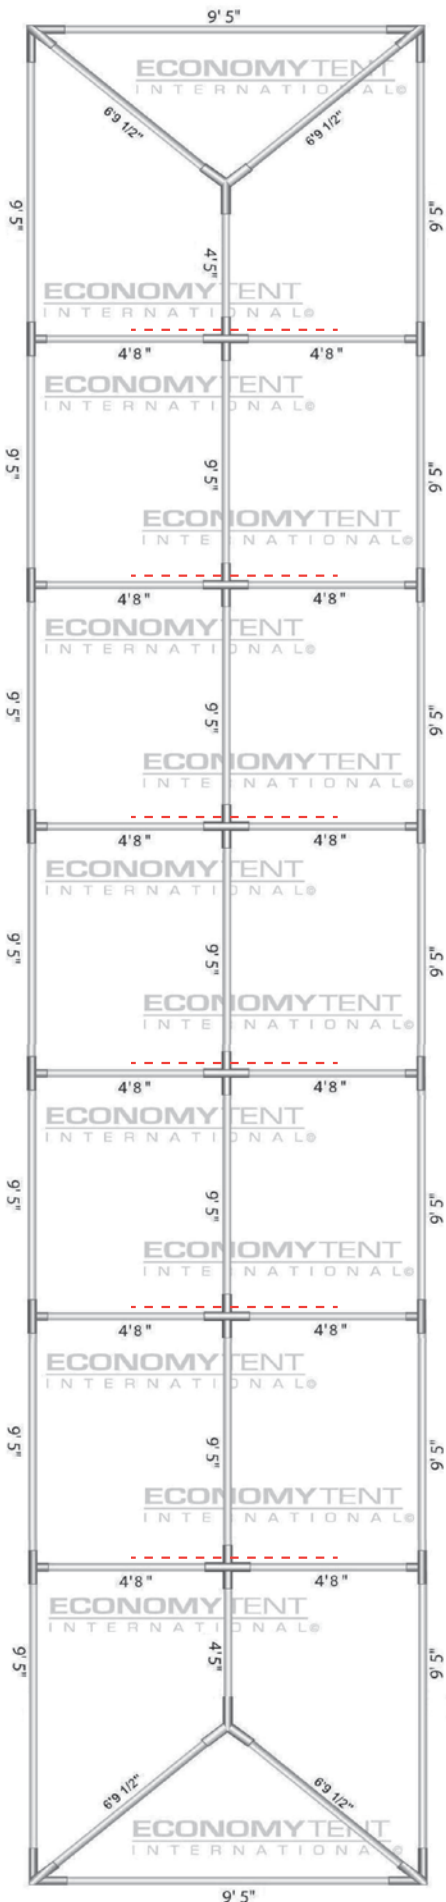 9' 5"
ECONOMYTENT
INTERNATIONAL©
6'9 1/2" 6'9 1/2"
9' 5" 9' 5"
4'5"
ECONOMYTENT
INTERNATIONAL©
4'8" 4'8"
ECONOMYTENT
INTERNATIONAL©
9' 5" 9' 5" 9' 5"
ECONOMYTENT
INTERNATIONAL©
4'8" 4'8"
ECONOMYTENT
INTERNATIONAL©
9' 5" 9' 5" 9' 5"
ECONOMYTENT
INTERNATIONAL©
4'8" 4'8"
ECONOMYTENT
INTERNATIONAL©
9' 5" 9' 5" 9' 5"
ECONOMYTENT
INTERNATIONAL©
4'8" 4'8"
ECONOMYTENT
INTERNATIONAL©
9' 5" 9' 5" 9' 5"
ECONOMYTENT
INTERNATIONAL©
4'8" 4'8"
ECONOMYTENT
INTERNATIONAL©
9' 5" 9' 5" 9' 5"
ECONOMYTENT
INTERNATIONAL©
4'8" 4'8"
ECONOMYTENT
INTERNATIONAL©
9' 5" 4'5" 9' 5"
6'9 1/2" 6'9 1/2"
ECONOMYTENT
INTERNATIONAL©
9' 5"